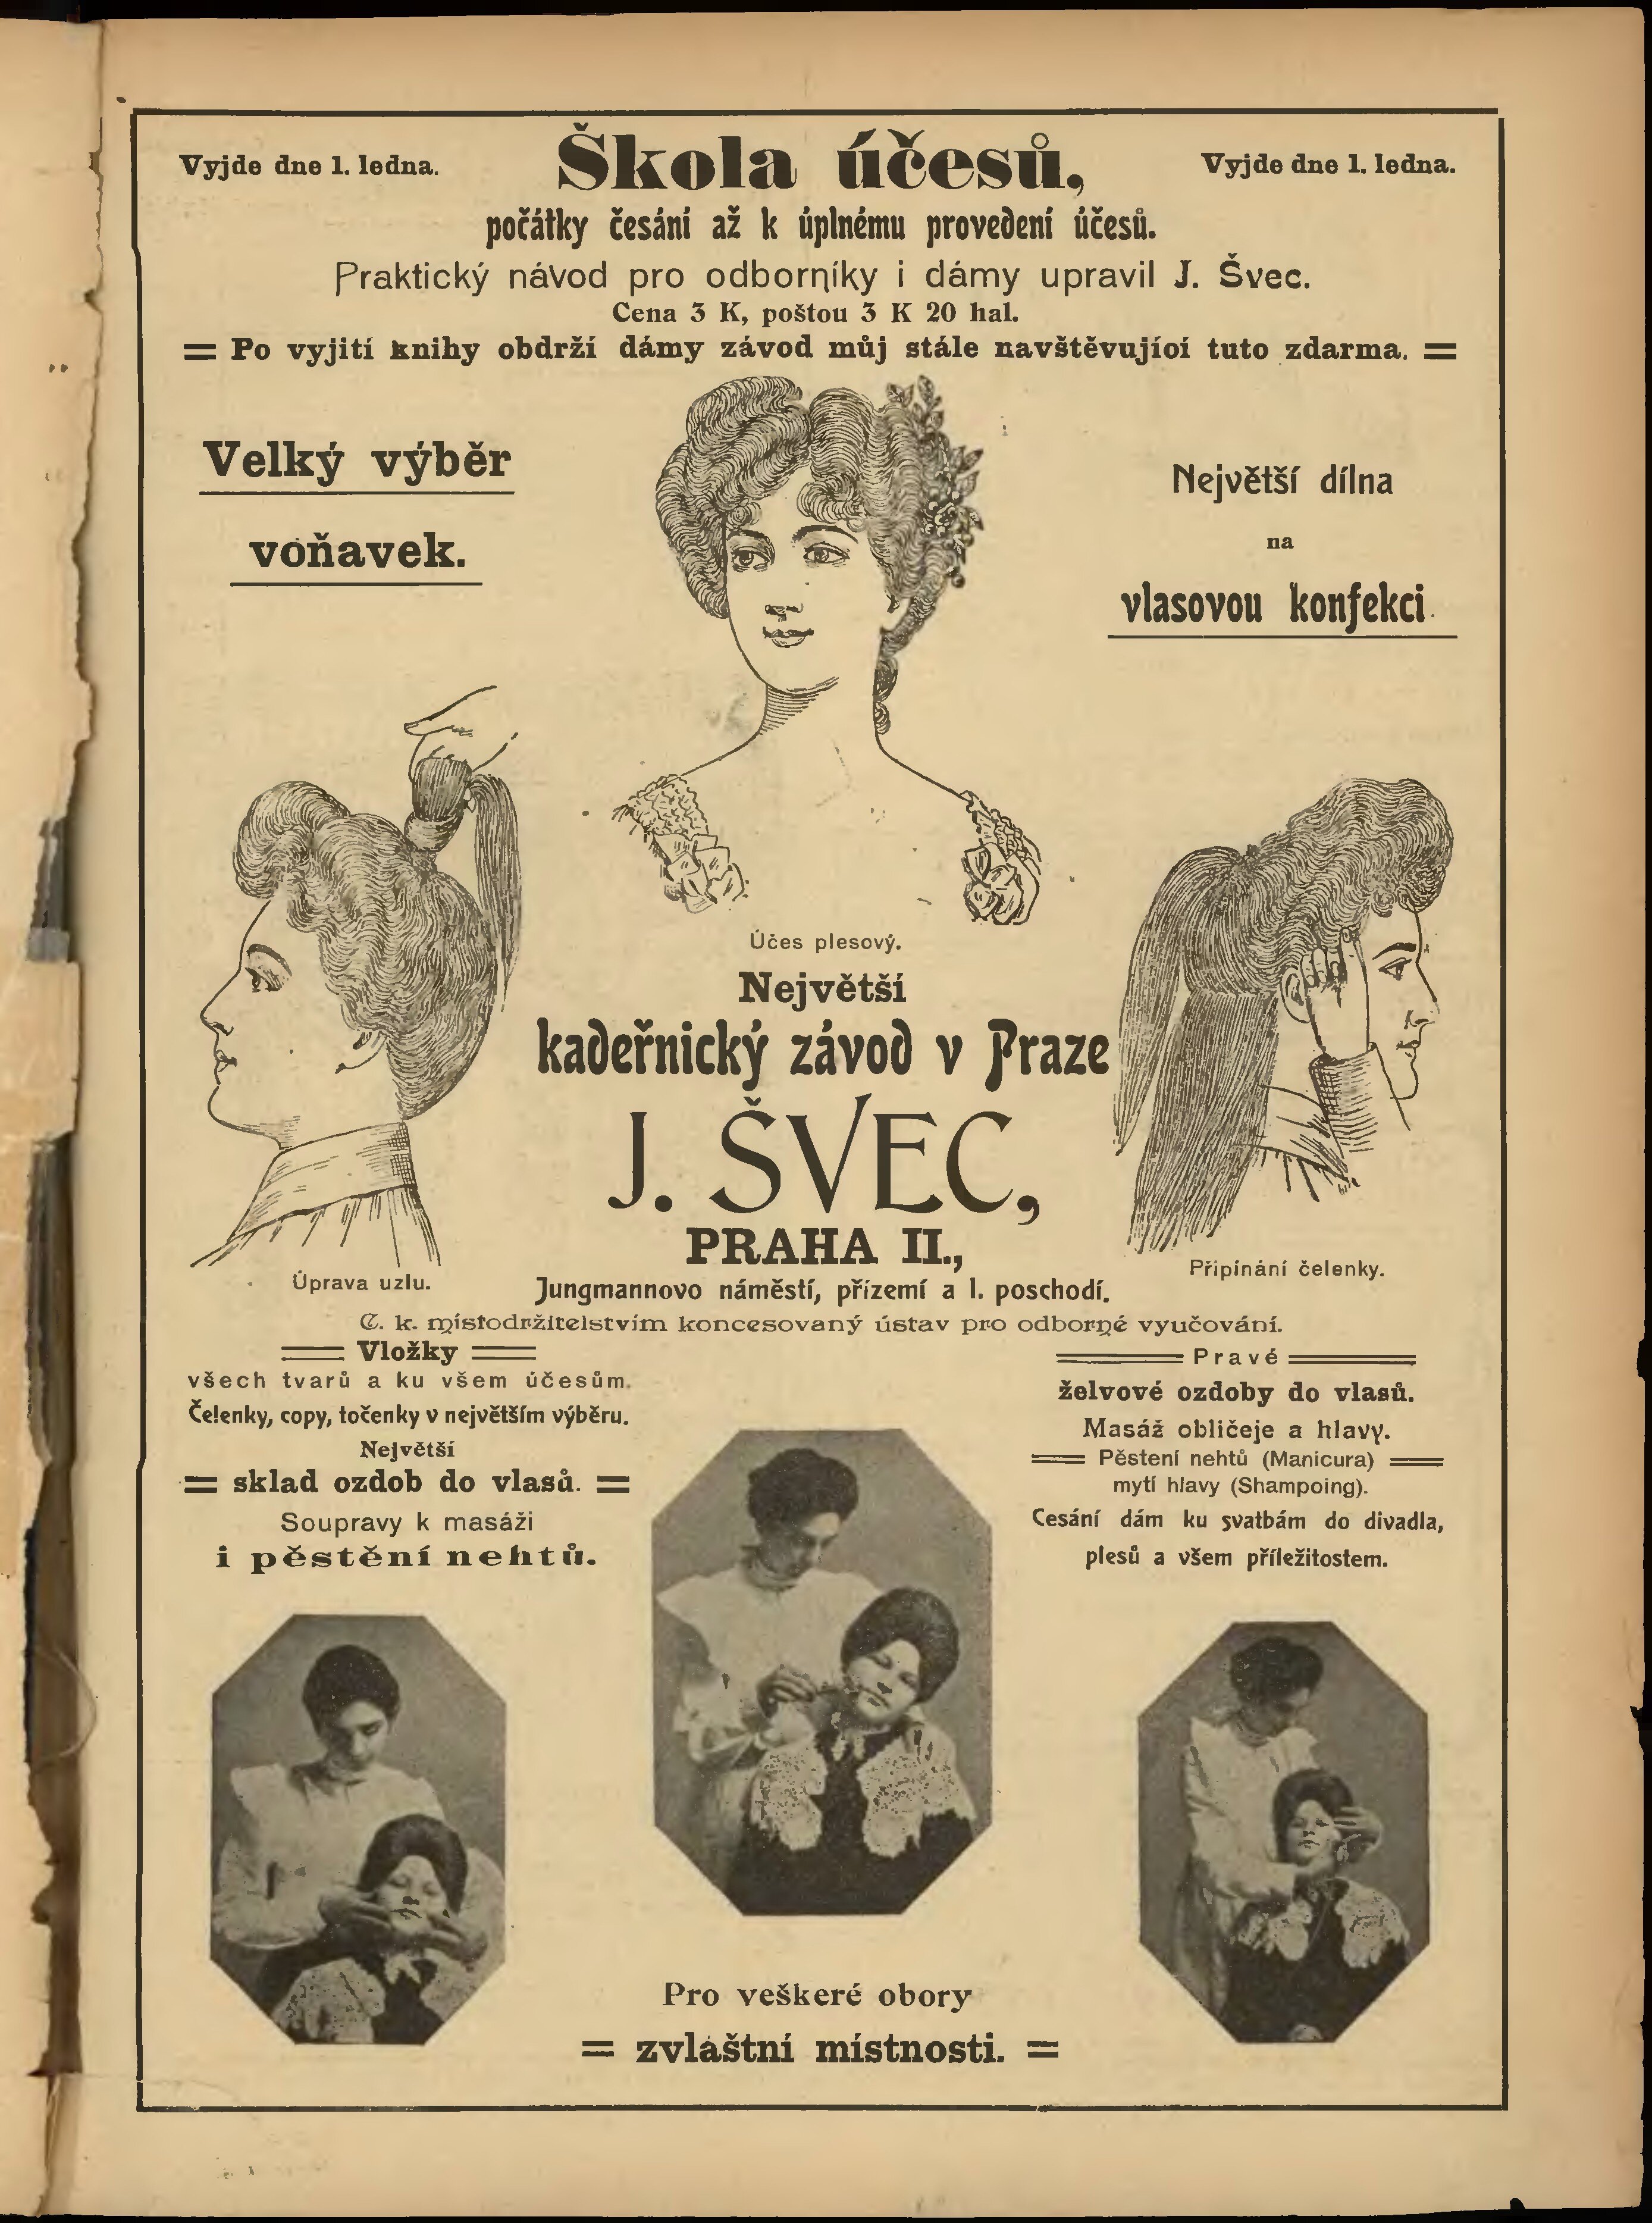 Vyjde dne 1. ledna.
Škola účesů,
Vyjde dne 1. ledna.
počátky česání až k úplnému provedení účesů.
Praktický návod pro odborníky i dámy upravil J. Švec.
Cena 3 K, poštou 3 K 20 hal.
= Po vyjití knihy obdrží dámy závod můj stále navštěvujíoí tuto zdarma. =
Velký výběr
voňavek.
Největší dílna
na
vlasovou konfekci
Účes plesový.
Největší
kadeřnický závod v Praze
J. ŠVEC,
PRAHA II.,
Jungmannovo náměstí, přízemí a I. poschodí.
Úprava uzlu.
Připínání čelenky.
C. k. místodržitelstvím koncesovaný ústav pro odborné vyučování.
Vložky
všech tvarů a ku všem účesům.
Čelenky, copy, točenky v největším výběru.
Největší
= sklad ozdob do vlasů. =
Soupravy k masáži
i pěstění nehtů.
Pravé
želvové ozdoby do vlasů.
Masáž obličeje a hlavy.
Pěstení nehtů (Manicura)
mytí hlavy (Shampoing).
Cesání dám ku svatbám do divadla,
plesů a všem příležitostem.
Pro veškeré obory
= zvláštní místnosti. =